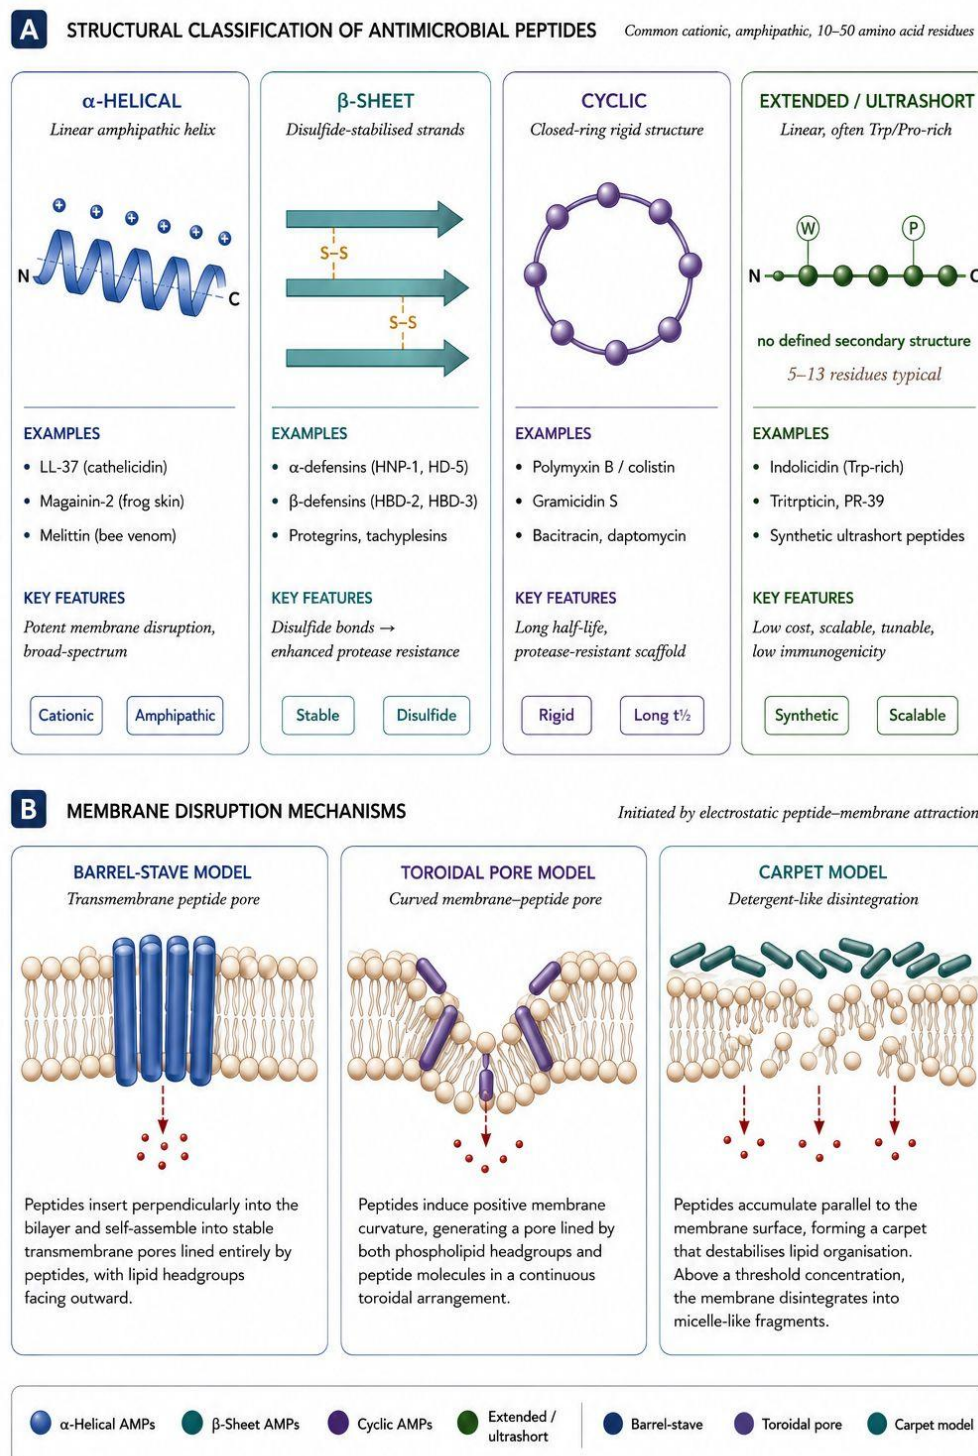 A STRUCTURAL CLASSIFICATION OF ANTIMICROBIAL PEPTIDES
Common cationic, amphipathic, 10–50 amino acid residues
α-HELICAL
Linear amphipathic helix
+ + + + + +
N
C
EXAMPLES
• LL-37 (cathelicidin)
• Magainin-2 (frog skin)
• Melittin (bee venom)
KEY FEATURES
Potent membrane disruption,
broad-spectrum
Cationic
Amphipathic
β-SHEET
Disulfide-stabilised strands
S–S
S–S
EXAMPLES
• α-defensins (HNP-1, HD-5)
• β-defensins (HBD-2, HBD-3)
• Protegrins, tachyplesins
KEY FEATURES
Disulfide bonds →
enhanced protease resistance
Stable
Disulfide
CYCLIC
Closed-ring rigid structure
EXAMPLES
• Polymyxin B / colistin
• Gramicidin S
• Bacitracin, daptomycin
KEY FEATURES
Long half-life,
protease-resistant scaffold
Rigid
Long t½
EXTENDED / ULTRASHORT
Linear, often Trp/Pro-rich
W
P
N
C
no defined secondary structure
5–13 residues typical
EXAMPLES
• Indolicidin (Trp-rich)
• Tritrpticin, PR-39
• Synthetic ultrashort peptides
KEY FEATURES
Low cost, scalable, tunable,
low immunogenicity
Synthetic
Scalable
B MEMBRANE DISRUPTION MECHANISMS
Initiated by electrostatic peptide–membrane attraction
BARREL-STAVE MODEL
Transmembrane peptide pore
Peptides insert perpendicularly into the
bilayer and self-assemble into stable
transmembrane pores lined entirely by
peptides, with lipid headgroups
facing outward.
TOROIDAL PORE MODEL
Curved membrane–peptide pore
Peptides induce positive membrane
curvature, generating a pore lined by
both phospholipid headgroups and
peptide molecules in a continuous
toroidal arrangement.
CARPET MODEL
Detergent-like disintegration
Peptides accumulate parallel to the
membrane surface, forming a carpet
that destabilises lipid organisation.
Above a threshold concentration,
the membrane disintegrates into
micelle-like fragments.
α-Helical AMPs
β-Sheet AMPs
Cyclic AMPs
Extended /
ultrashort
Barrel-stave
Toroidal pore
Carpet model